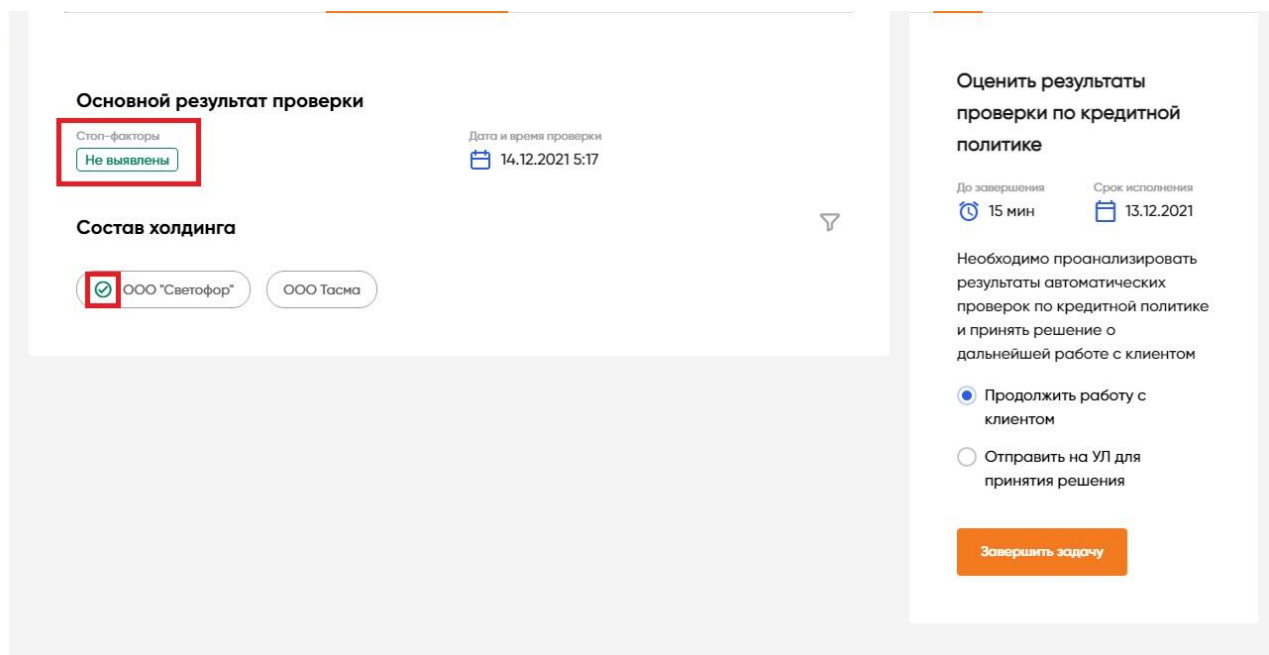 Основной результат проверки
Стоп-факторы
Не выявлены
Дата и время проверки
14.12.2021 5:17
Состав холдинга
ООО "Светофор"
ООО Тасма
Оценить результаты
проверки по кредитной
политике
До завершения
Срок исполнения
15 мин
13.12.2021
Необходимо проанализировать
результаты автоматических
проверок по кредитной политике
и принять решение о
дальнейшей работе с клиентом
Продолжить работу с
клиентом
Отправить на УЛ для
принятия решения
Завершить задачу